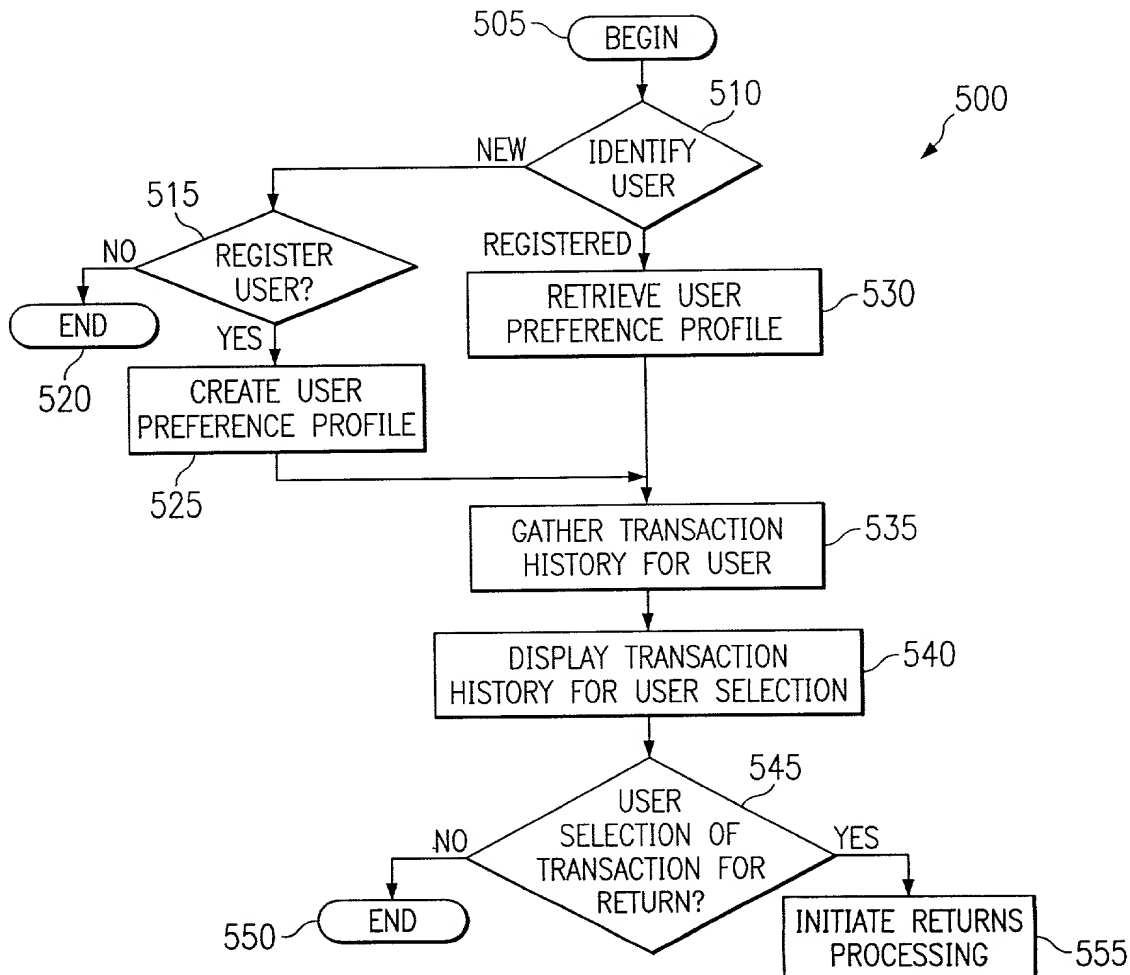 505
BEGIN
510
500
NEW
IDENTIFY
USER
515
NO
REGISTER
USER?
REGISTERED
RETRIEVE USER
PREFERENCE PROFILE
530
END
520
YES
CREATE USER
PREFERENCE PROFILE
525
GATHER TRANSACTION
HISTORY FOR USER
535
DISPLAY TRANSACTION
HISTORY FOR USER SELECTION
540
545
USER
SELECTION OF
TRANSACTION FOR
RETURN?
NO
YES
550
END
INITIATE RETURNS
PROCESSING
555